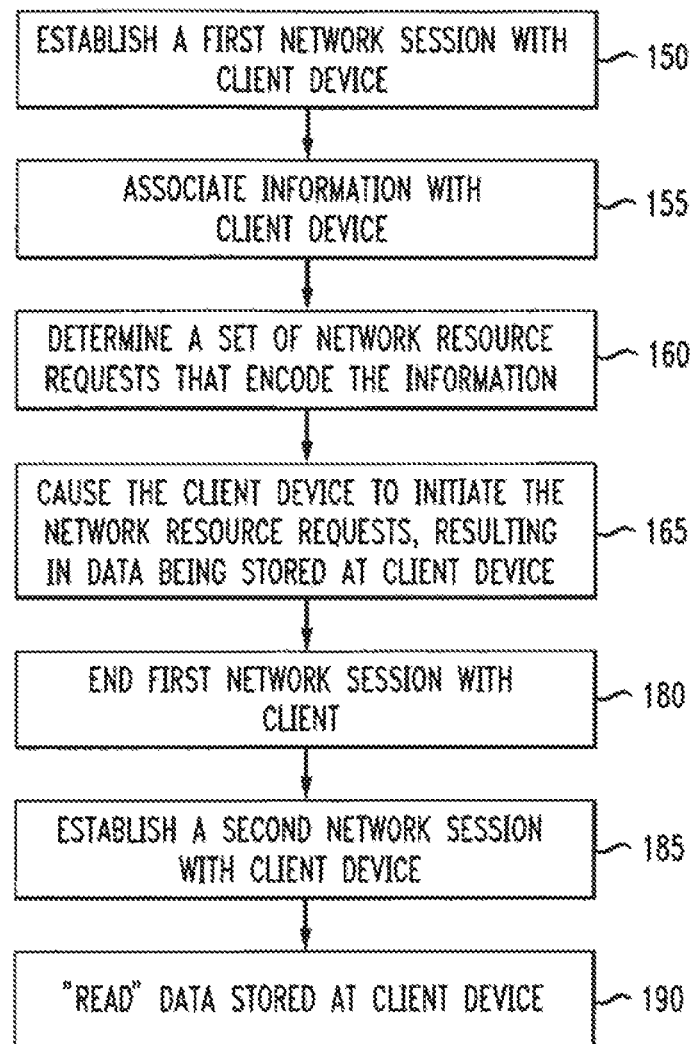 ESTABLISH A FIRST NETWORK SESSION WITH
CLIENT DEVICE
150
ASSOCIATE INFORMATION WITH
CLIENT DEVICE
155
DETERMINE A SET OF NETWORK RESOURCE
REQUESTS THAT ENCODE THE INFORMATION
160
CAUSE THE CLIENT DEVICE TO INITIATE THE
NETWORK RESOURCE REQUESTS, RESULTING
IN DATA BEING STORED AT CLIENT DEVICE
165
END FIRST NETWORK SESSION WITH
CLIENT
180
ESTABLISH A SECOND NETWORK SESSION
WITH CLIENT DEVICE
185
"READ" DATA STORED AT CLIENT DEVICE
190